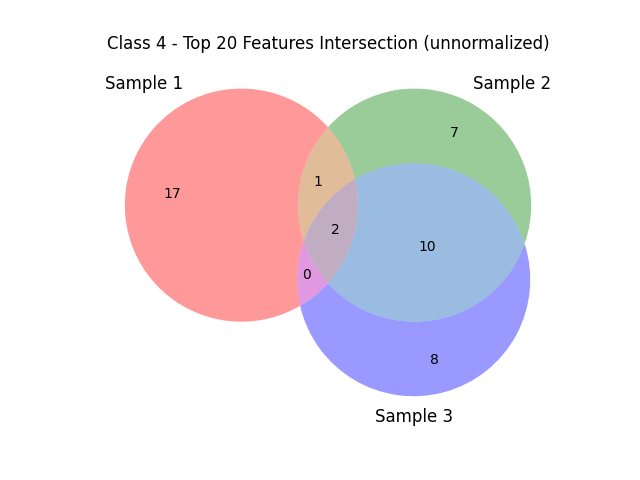 Class 4 - Top 20 Features Intersection (unnormalized)
Sample 1
Sample 2
7
1
17
2
10
0
8
Sample 3